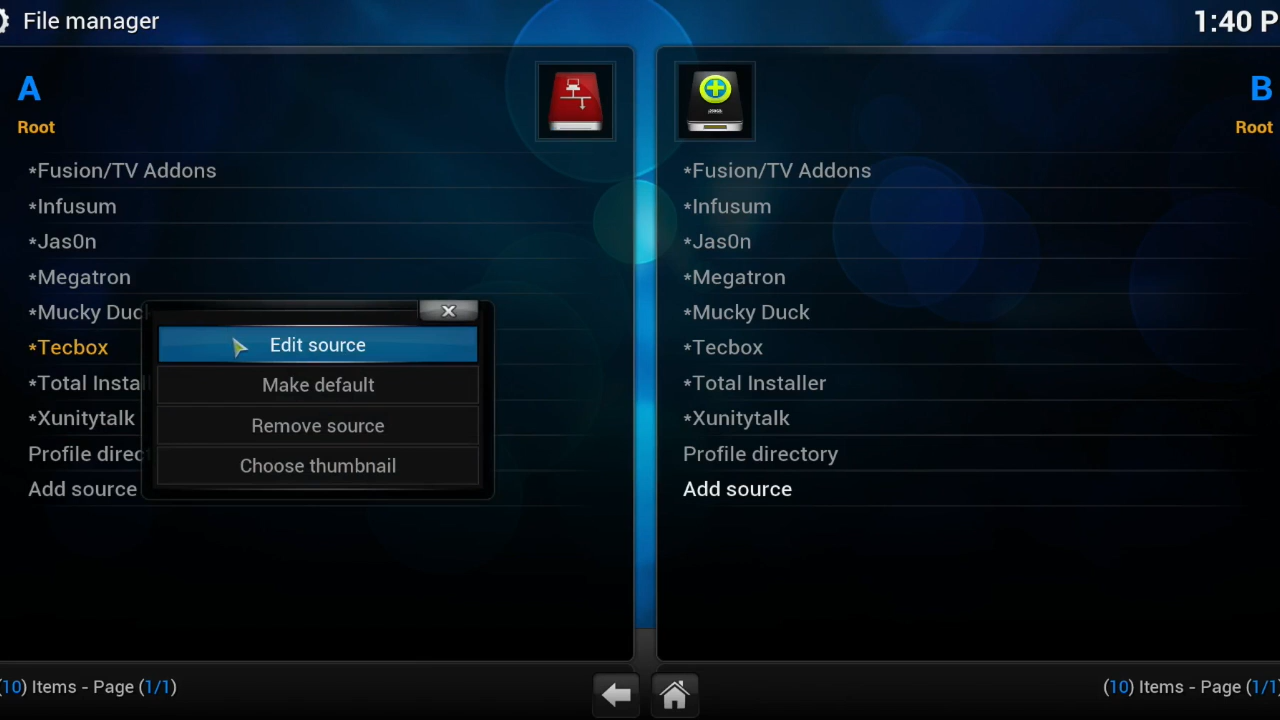 File manager
1:40 P
A
Root
*Fusion/TV Addons
*Infusum
*Jas0n
*Megatron
*Mucky Duc
*Tecbox
*Total Instal
*Xunitytalk
Profile direc
Add source
Edit source
Make default
Remove source
Choose thumbnail
(10) Items - Page (1/1)
B
Root
*Fusion/TV Addons
*Infusum
*Jas0n
*Megatron
*Mucky Duck
*Tecbox
*Total Installer
*Xunitytalk
Profile directory
Add source
(10) Items - Page (1/1)